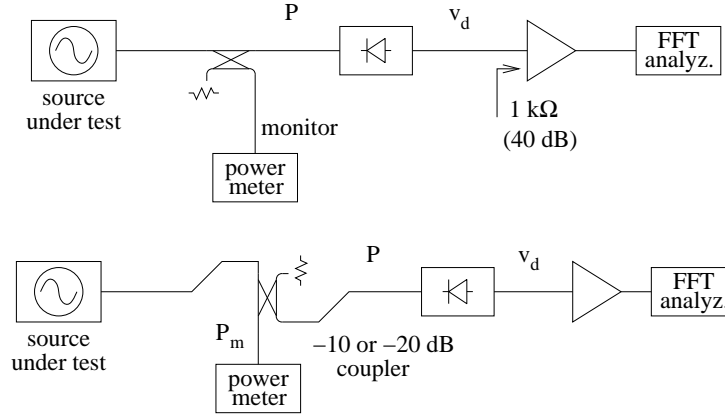 P
v_d
FFT
analyz.
source
under test
monitor
1 kΩ
(40 dB)
power
meter
P
v_d
FFT
analyz.
source
under test
P_m
−10 or −20 dB
coupler
power
meter